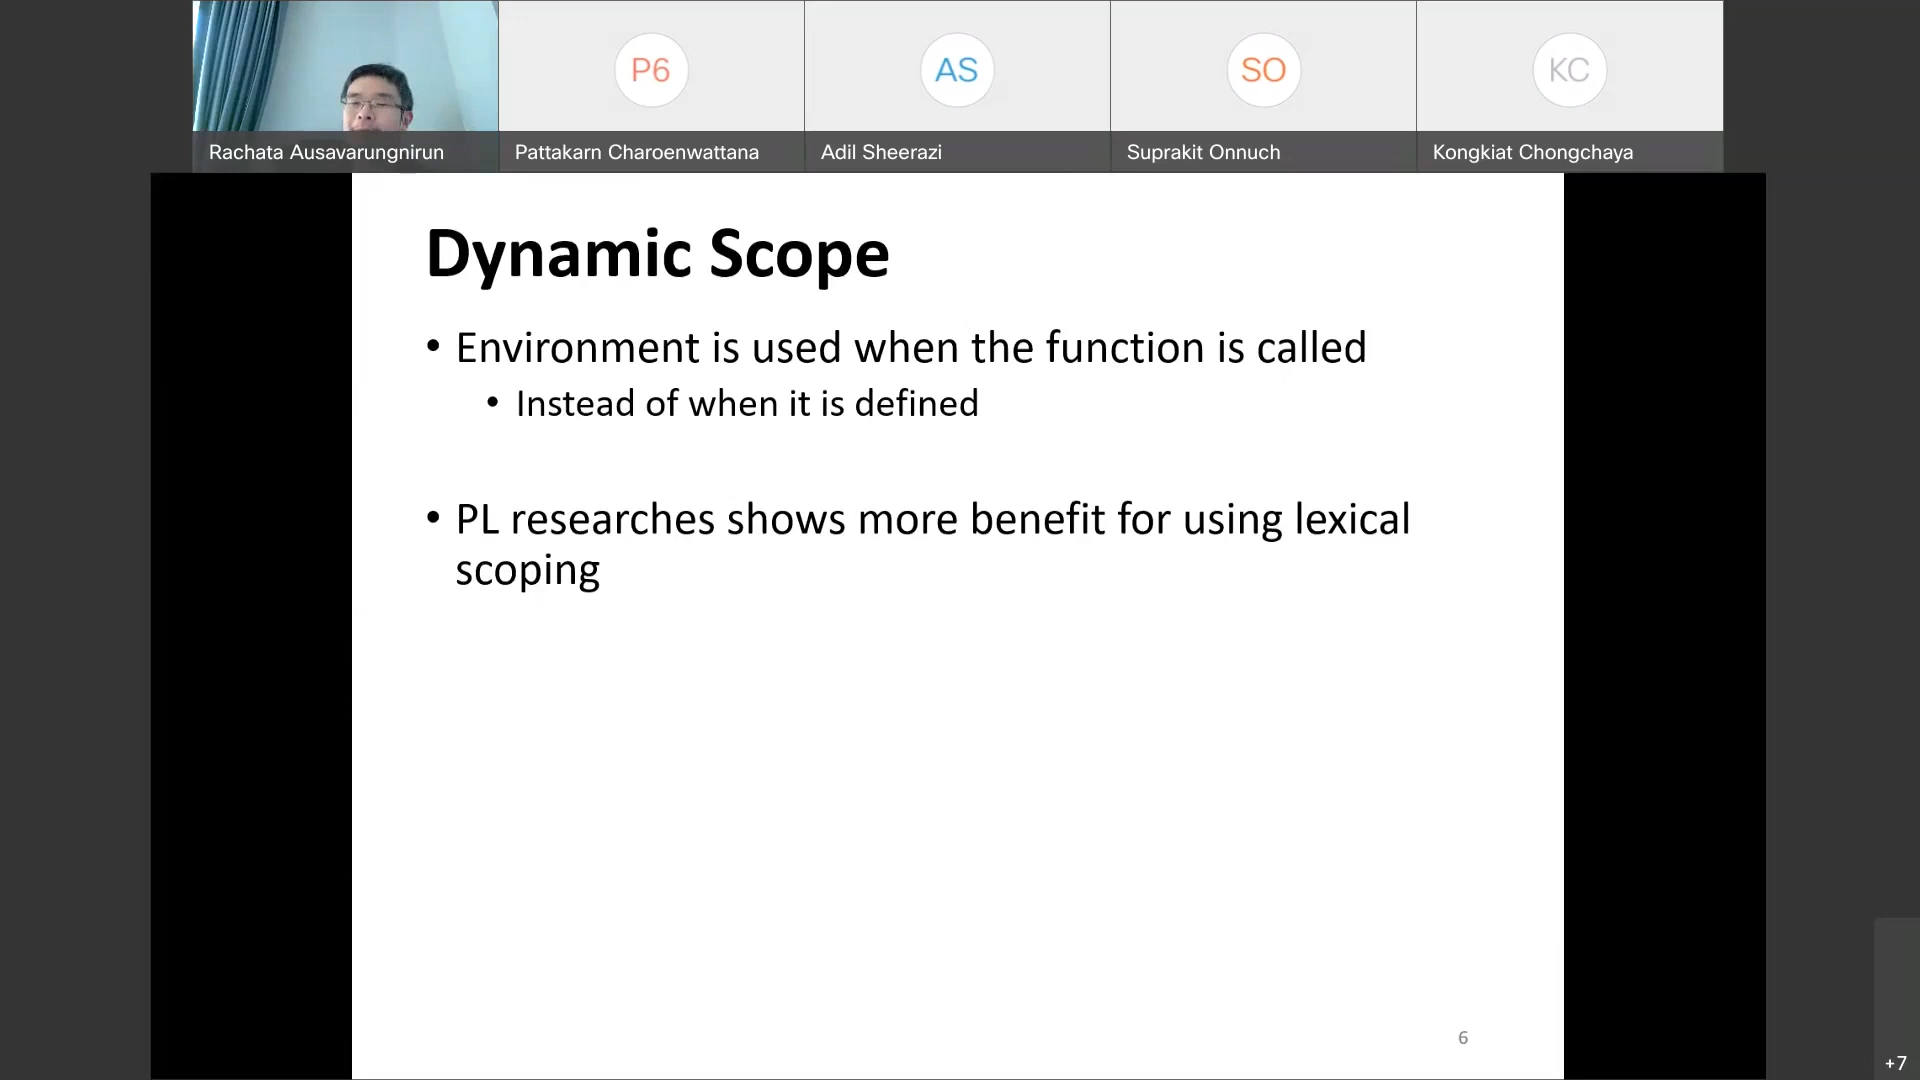 P6
AS
SO
KC
Rachata Ausavarungnirun
Pattakarn Charoenwattana
Adil Sheerazi
Suprakit Onnuch
Kongkiat Chongchaya
Dynamic Scope
• Environment is used when the function is called
• Instead of when it is defined
• PL researches shows more benefit for using lexical
scoping
6
+7